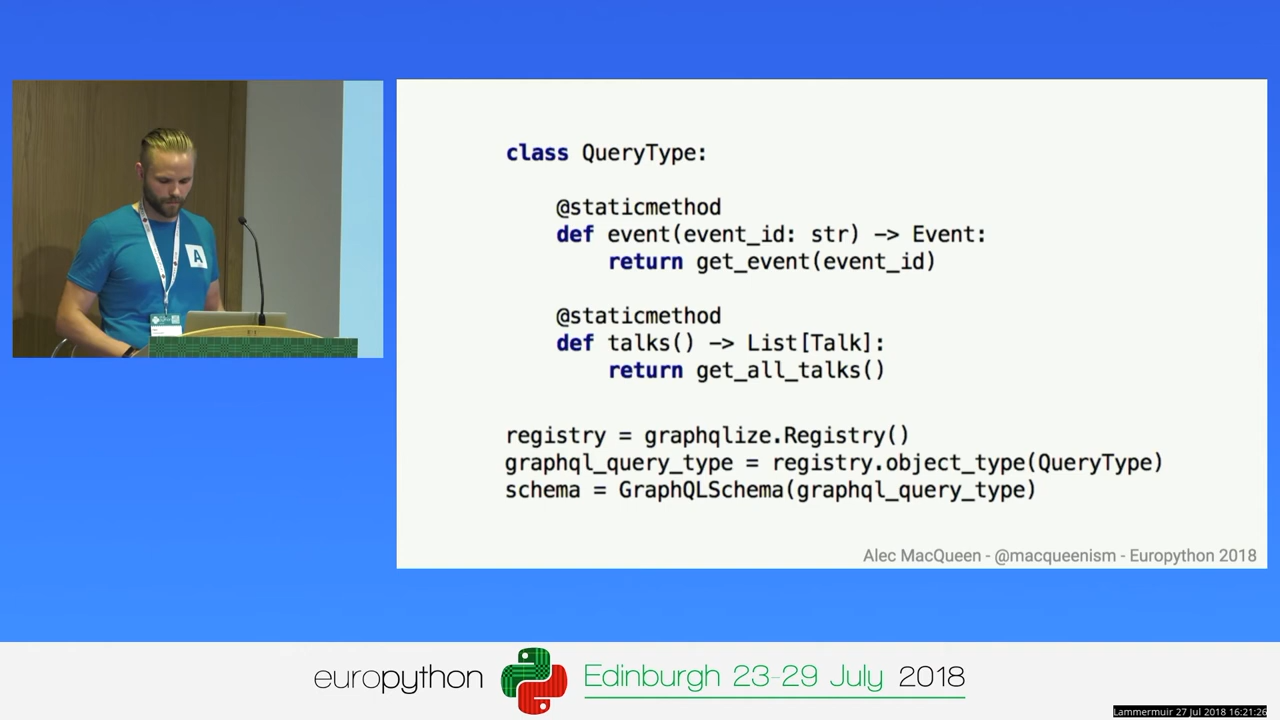 class QueryType:
@staticmethod
def event(event_id: str) -> Event:
return get_event(event_id)
@staticmethod
def talks() -> List[Talk]:
return get_all_talks()
registry = graphqlize.Registry()
graphql_query_type = registry.object_type(QueryType)
schema = GraphQLSchema(graphql_query_type)
Alec MacQueen - @macqueenism - Europython 2018
A
europython Edinburgh 23-29 July 2018
Lammermuir 27 Jul 2018 16:21:26